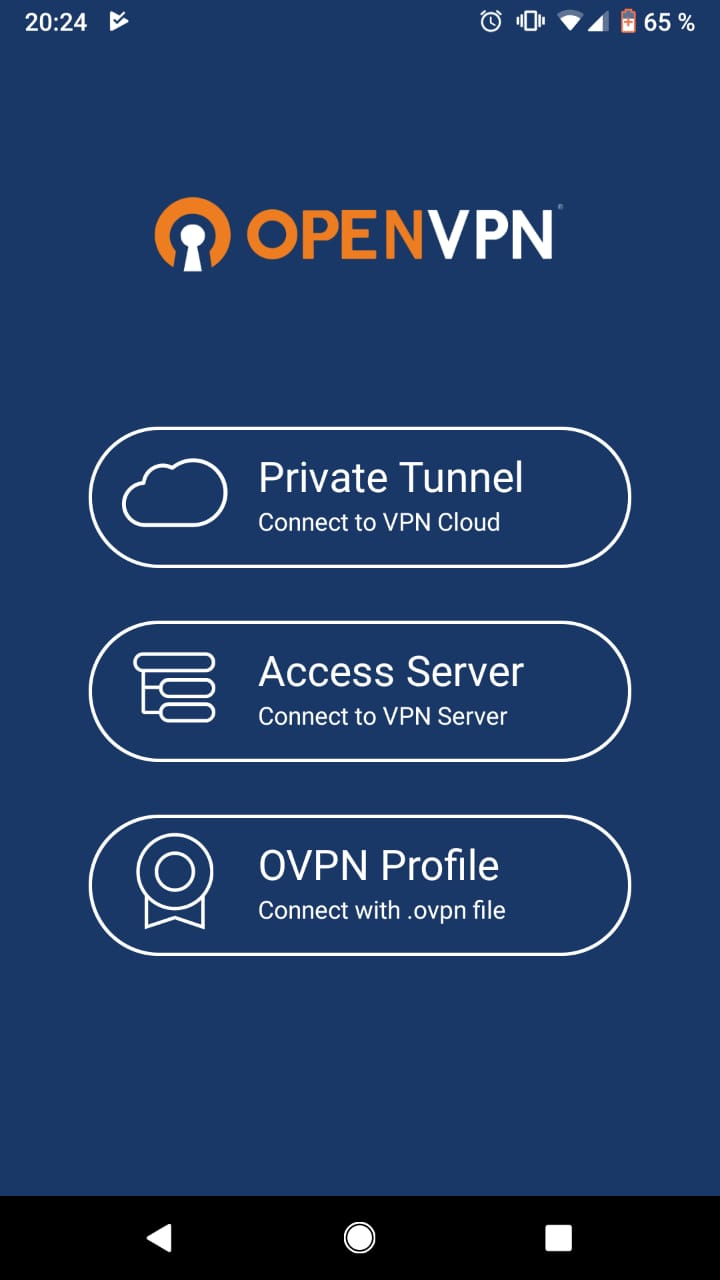 20:24
65 %
OPENVPN
Private Tunnel
Connect to VPN Cloud
Access Server
Connect to VPN Server
OVPN Profile
Connect with .ovpn file